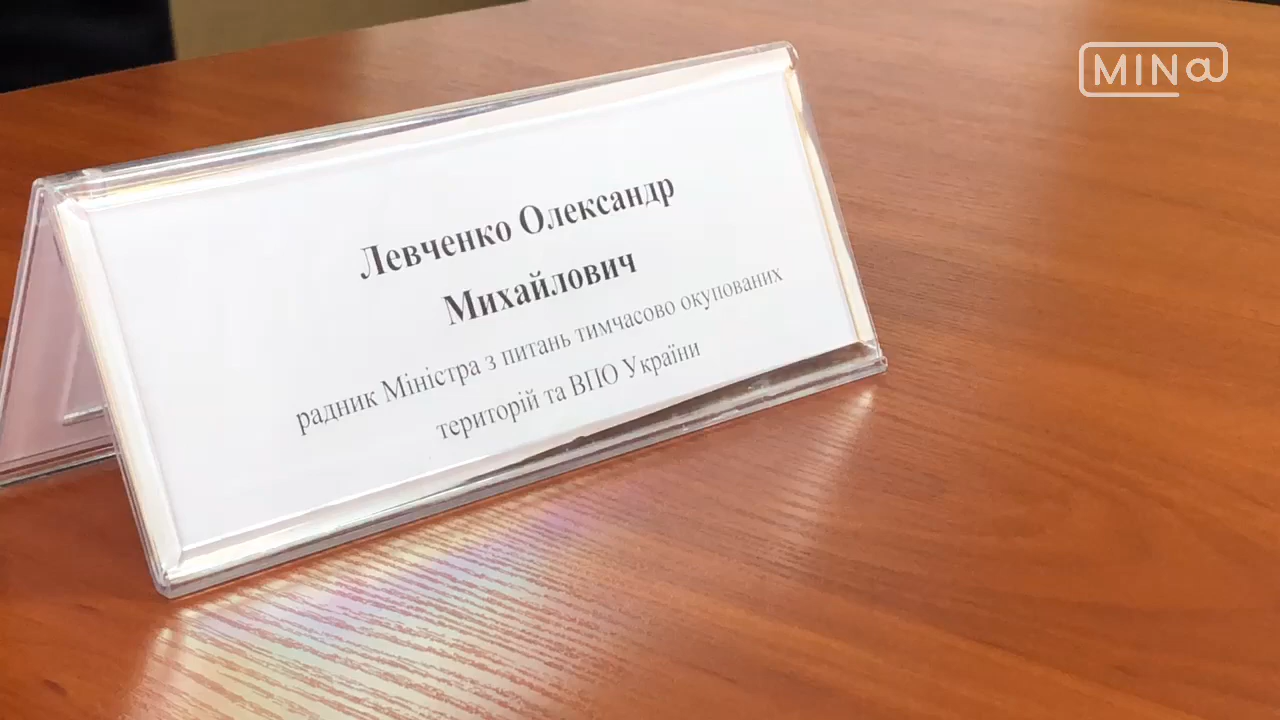 MIN@
Левченко Олександр
Михайлович
радник Міністра з питань тимчасово окупованих
територій та ВПО України